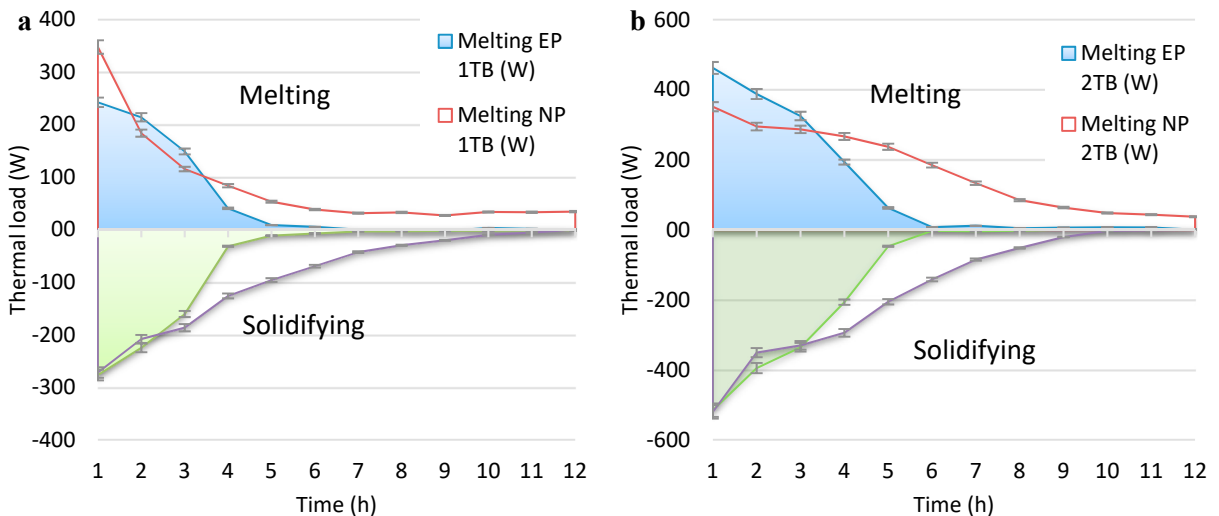 a
Thermal load (W)
400
300
200
100
00
-100
-200
-300
-400
Melting
Melting EP
1TB (W)
Melting NP
1TB (W)
Solidifying
1 2 3 4 5 6 7 8 9 10 11 12
Time (h)
b
Thermal load (W)
600
400
200
00
-200
-400
-600
Melting
Melting EP
2TB (W)
Melting NP
2TB (W)
Solidifying
1 2 3 4 5 6 7 8 9 10 11 12
Time (h)